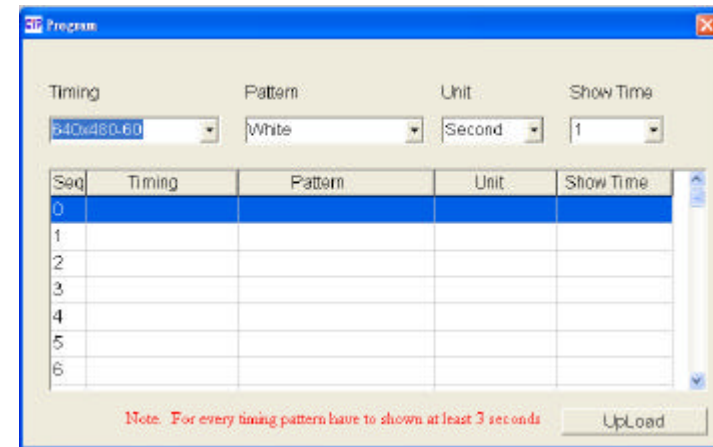 Program
Timing Pattern Unit Show Time
640x480-60 White Second 1
Seq Timing Pattern Unit Show Time
0
1
2
3
4
5
6
Note. For every timing pattern have to shown at least 3 seconds UpLoad